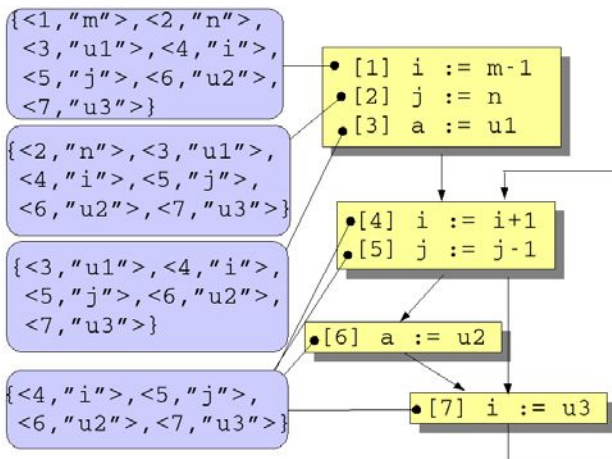 {<1,"m">,<2,"n">,
<3,"u1">,<4,"i">,
<5,"j">,<6,"u2">,
<7,"u3">}
{<2,"n">,<3,"u1">,
<4,"i">,<5,"j">,
<6,"u2">,<7,"u3">}
{<3,"u1">,<4,"i">,
<5,"j">,<6,"u2">,
<7,"u3">}
{<4,"i">,<5,"j">,
<6,"u2">,<7,"u3">}
[1] i := m-1
[2] j := n
[3] a := u1
[4] i := i+1
[5] j := j-1
[6] a := u2
[7] i := u3